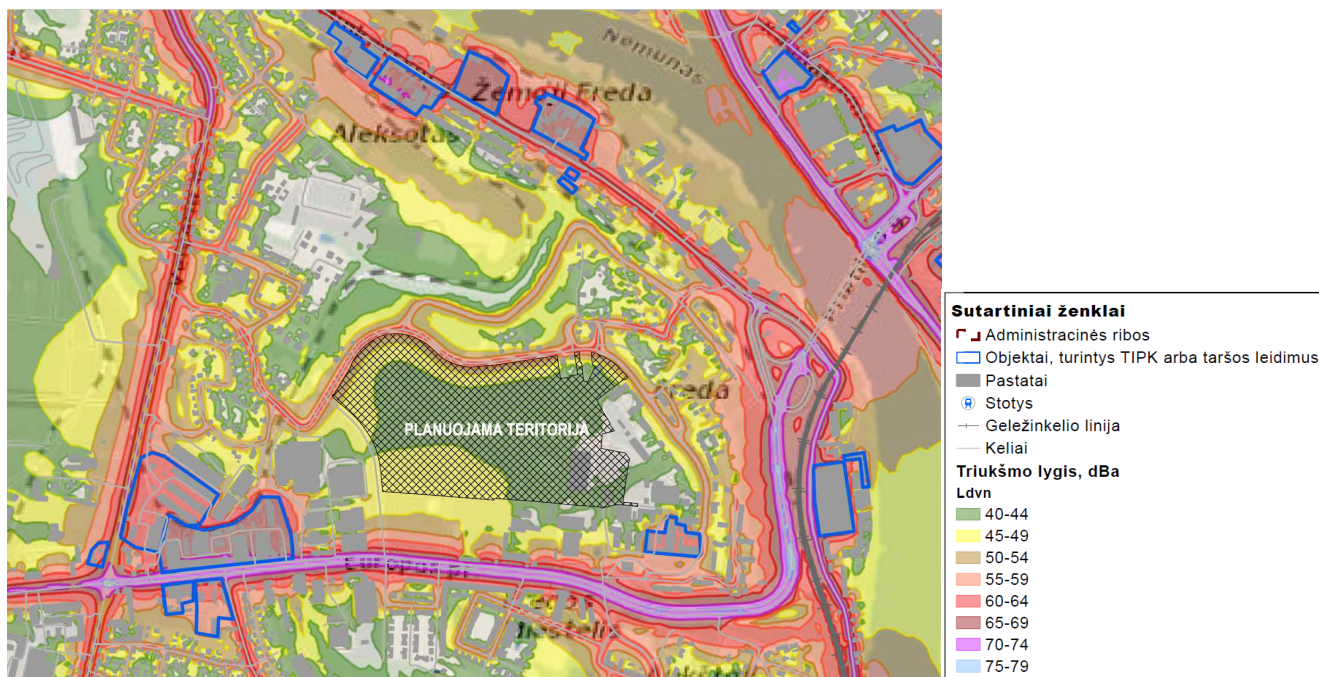 Nemunas
Žemoji Freda
Aleksotas
Freda
PLANUOJAMA TERITORIJA
Europos pr.
Sutartiniai ženklai
Administracinės ribos
Objektai, turintys TIPK arba taršos leidimus
Pastatai
Stotys
Geležinkelio linija
Keliai
Triukšmo lygis, dBa
Ldvn
40-44
45-49
50-54
55-59
60-64
65-69
70-74
75-79